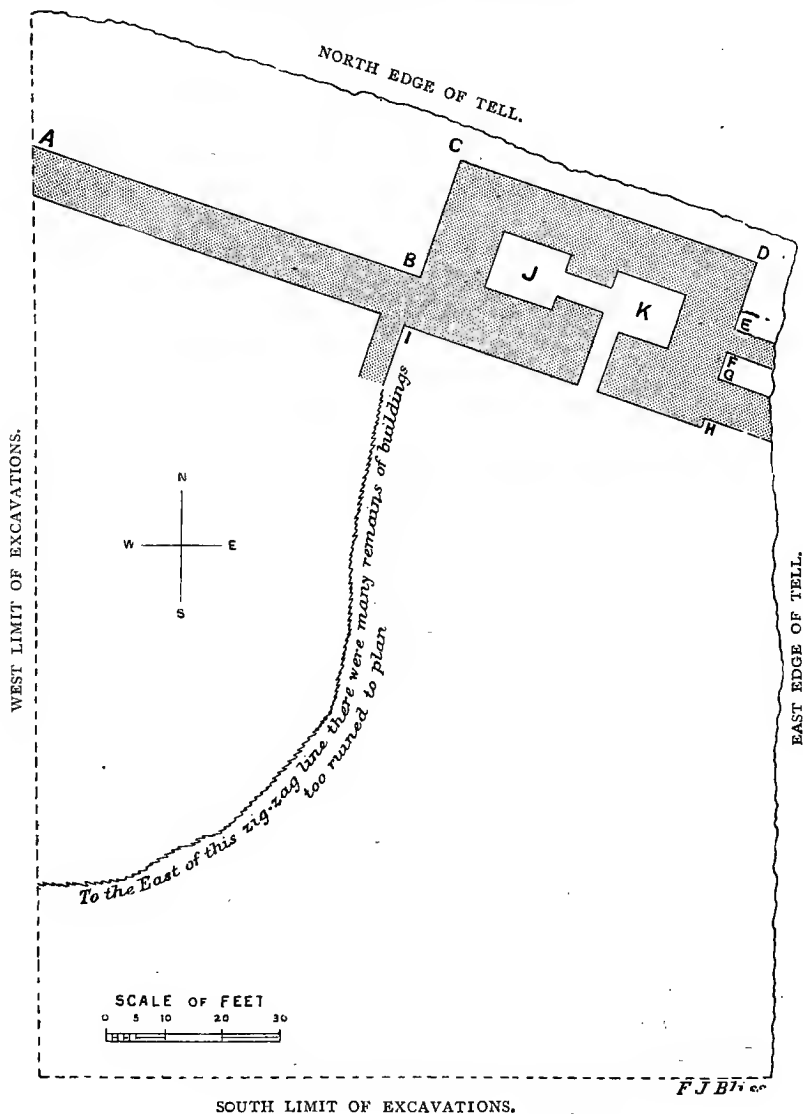 NORTH EDGE OF TELL.
A
C
B
D
J
K
E
F
G
I
H
N
W E
S
WEST LIMIT OF EXCAVATIONS.
EAST EDGE OF TELL.
To the East of this zig-zag line there were many remains of buildings
too ruined to plan
SCALE OF FEET
0 5 10 20 30
F J Bliss
SOUTH LIMIT OF EXCAVATIONS.